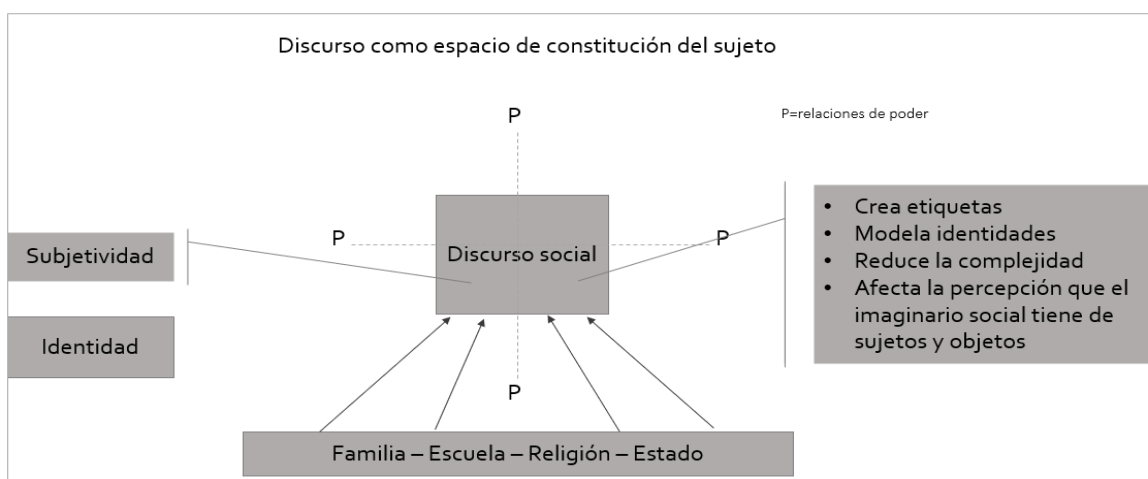 Discurso como espacio de constitución del sujeto
P
P=relaciones de poder
Subjetividad
P
Discurso social
P
• Crea etiquetas
• Modela identidades
• Reduce la complejidad
• Afecta la percepción que el
imaginario social tiene de
sujetos y objetos
Identidad
P
Familia – Escuela – Religión – Estado